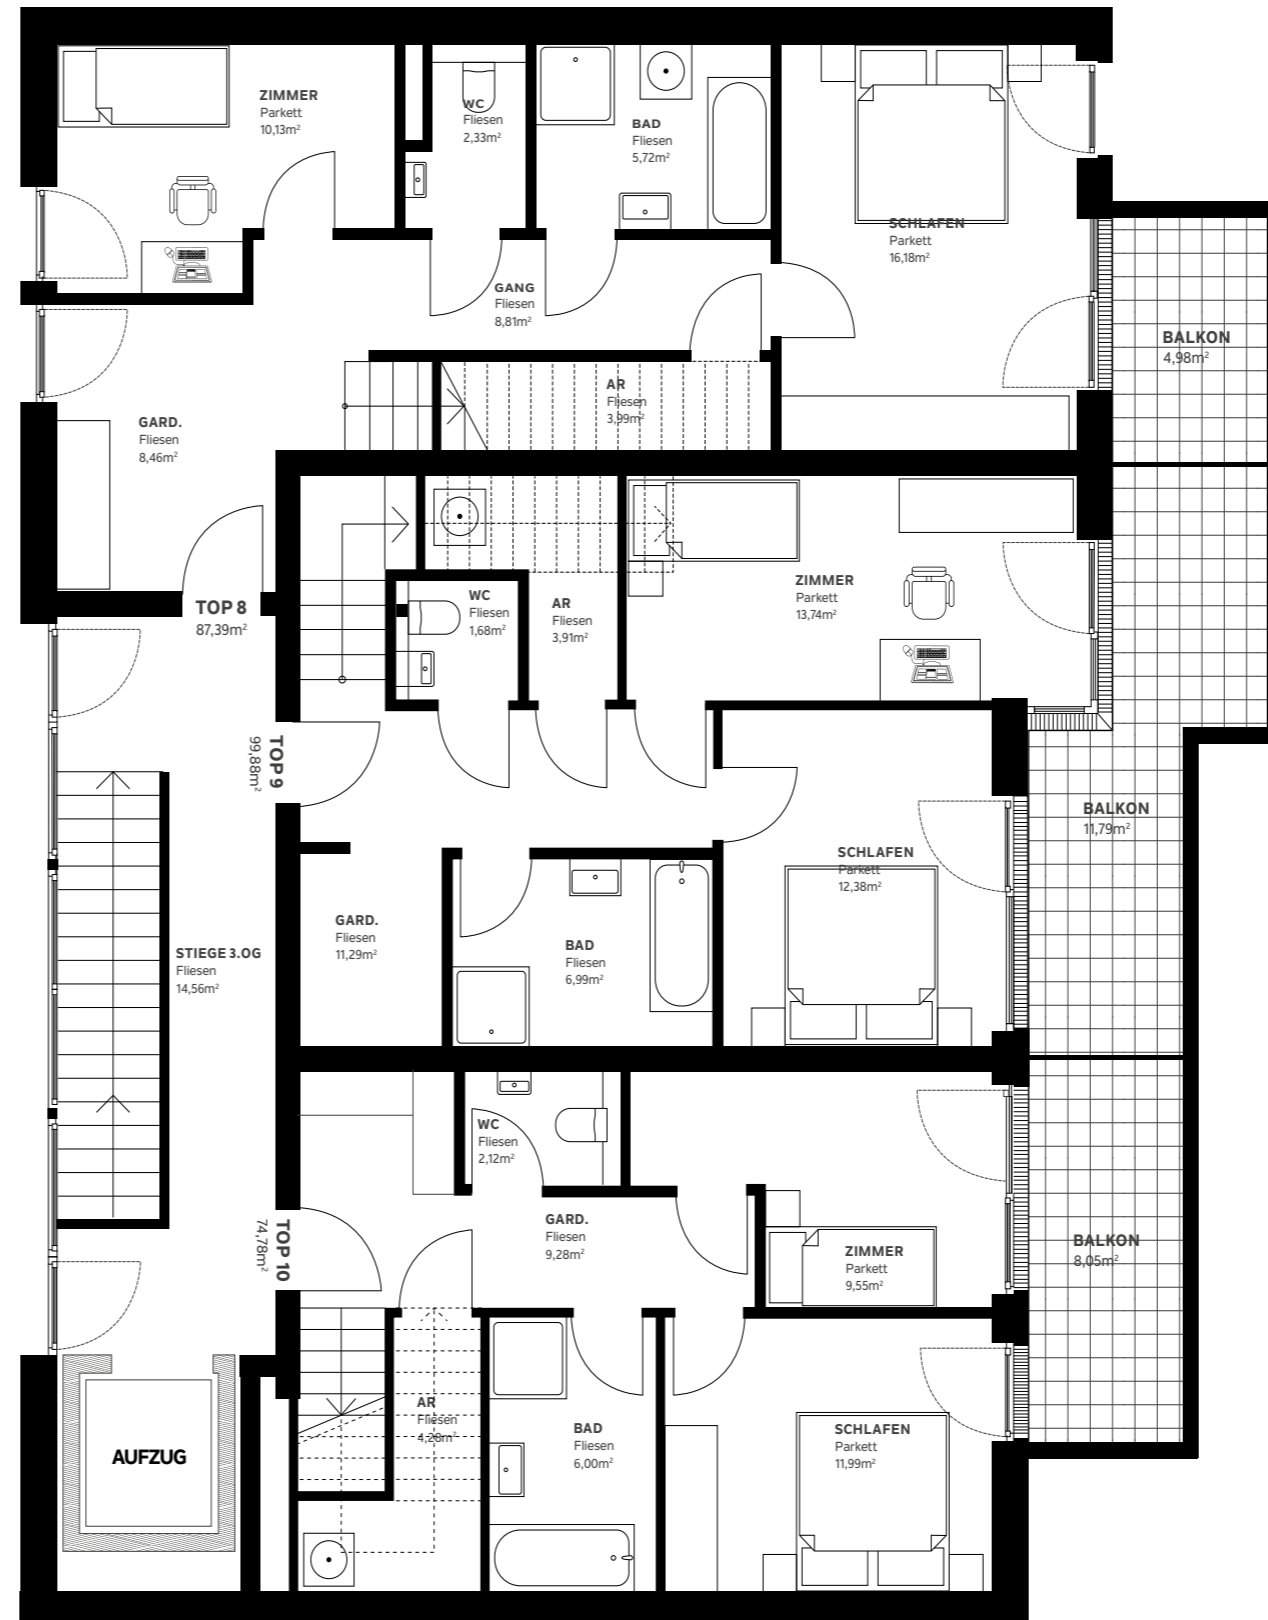 ZIMMER
Parkett
10,13m²
WC
Fliesen
2,33m²
BAD
Fliesen
5,72m²
SCHLAFEN
Parkett
16,18m²
GANG
Fliesen
8,81m²
BALKON
4,98m²
AR
Fliesen
3,99m²
GARD.
Fliesen
8,46m²
TOP 8
87,39m²
WC
Fliesen
1,68m²
AR
Fliesen
3,91m²
ZIMMER
Parkett
13,74m²
TOP 9
99,88m²
BALKON
11,79m²
SCHLAFEN
Parkett
12,38m²
GARD.
Fliesen
11,29m²
BAD
Fliesen
6,99m²
STIEGE 3.OG
Fliesen
14,56m²
WC
Fliesen
2,12m²
TOP 10
74,78m²
GARD.
Fliesen
9,28m²
ZIMMER
Parkett
9,55m²
BALKON
8,05m²
AR
Fliesen
4,28m²
BAD
Fliesen
6,00m²
SCHLAFEN
Parkett
11,99m²
AUFZUG